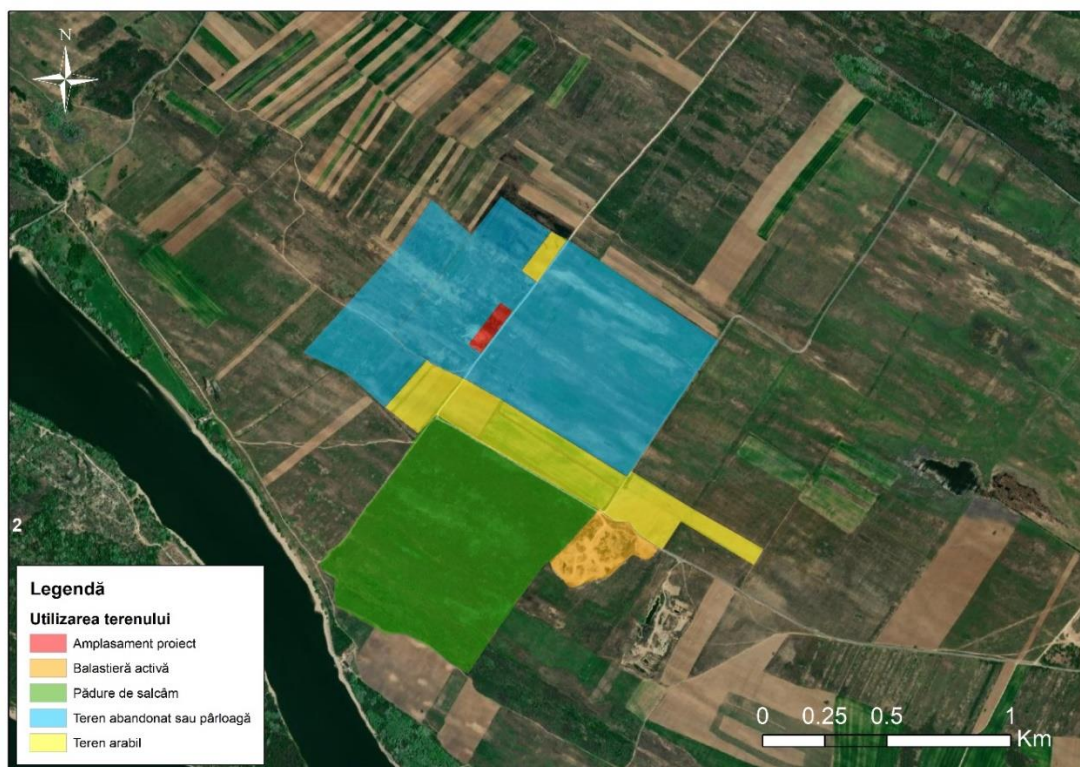 N
2
Legendă
Utilizarea terenului
Amplasament proiect
Balastieră activă
Pădure de salcâm
Teren abandonat sau pârloagă
Teren arabil
0 0.25 0.5 1
Km